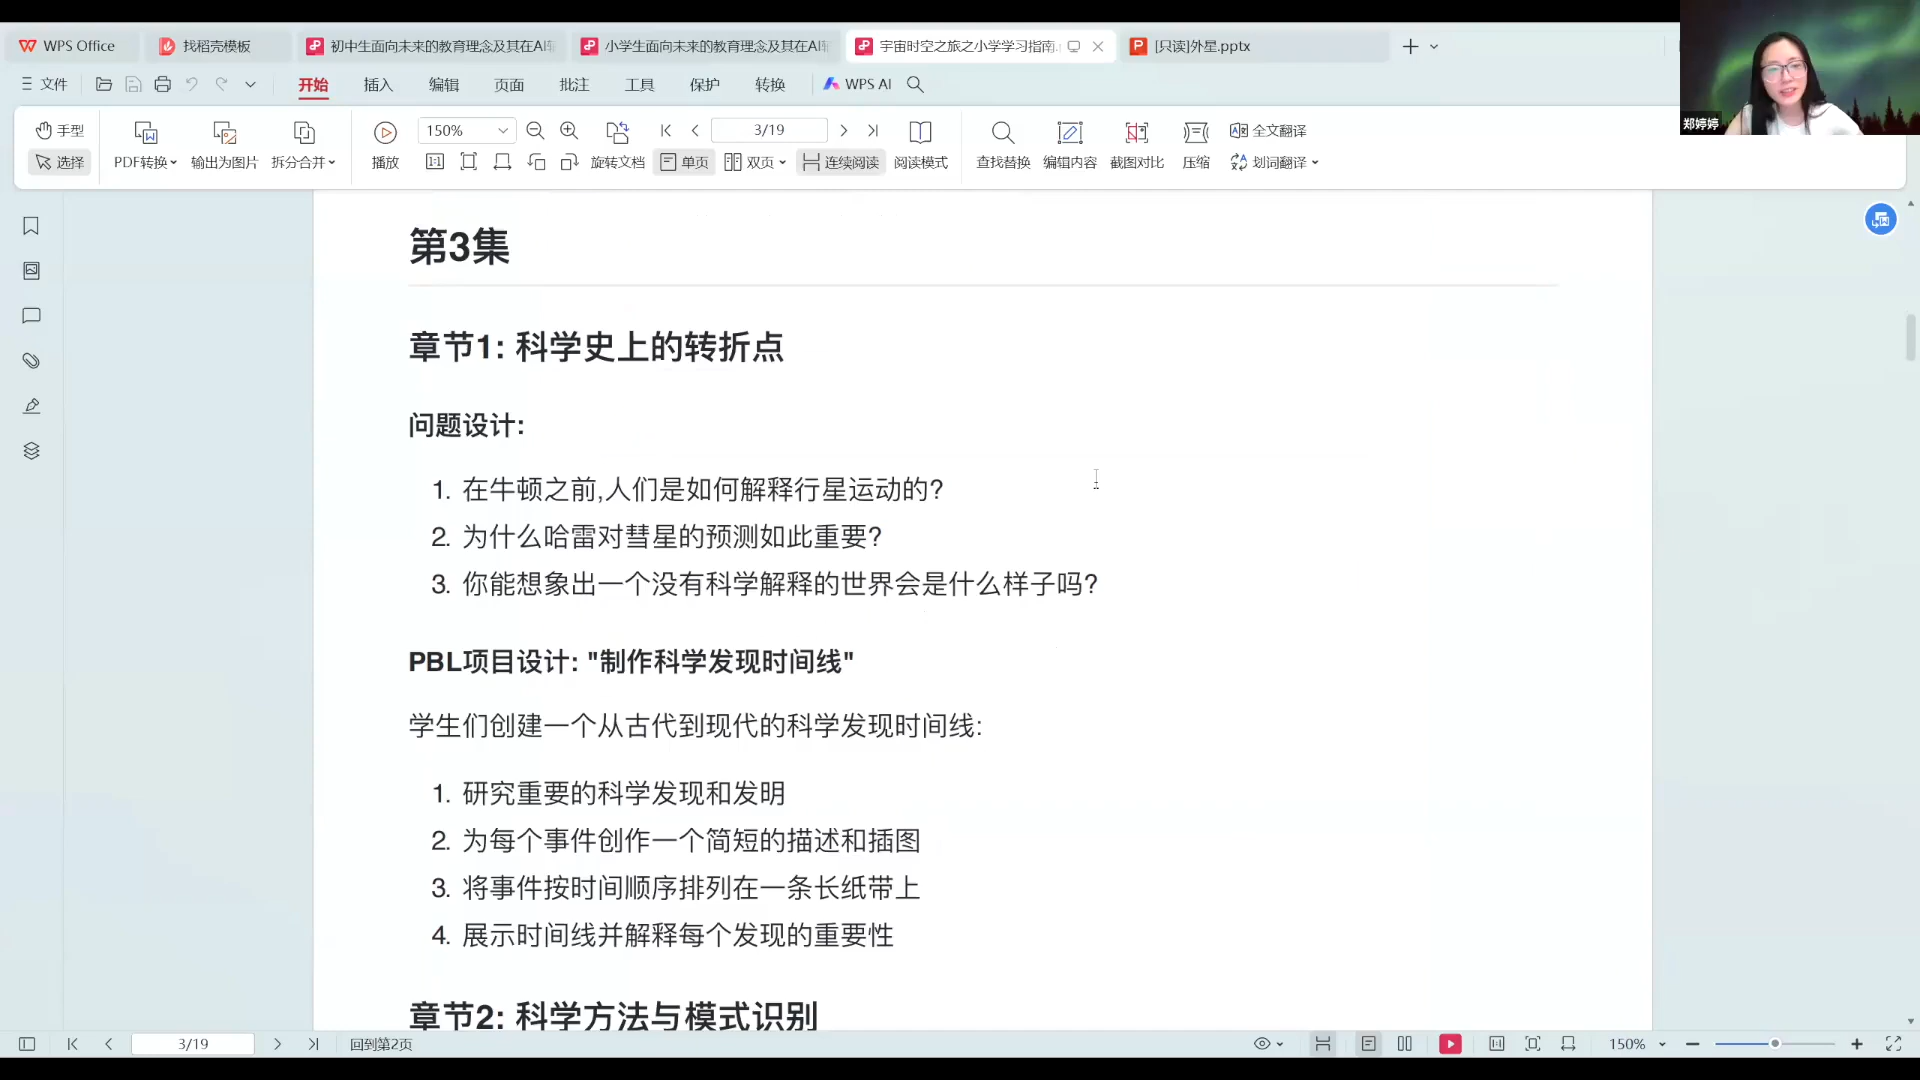 WPS Office
找稻壳模板
初中生面向未来的教育理念及其在AI
小学生面向未来的教育理念及其在AI
宇宙时空之旅之小学学习指南.
[只读]外星.pptx
文件
开始
插入
编辑
页面
批注
工具
保护
转换
WPS AI
郑婷婷
手型
150%
3/19
全文翻译
选择
PDF转换
输出为图片
拆分合并
播放
旋转文档
单页
双页
连续阅读
阅读模式
查找替换
编辑内容
截图对比
压缩
划词翻译
第3集
章节1: 科学史上的转折点
问题设计:
1. 在牛顿之前,人们是如何解释行星运动的?
2. 为什么哈雷对彗星的预测如此重要?
3. 你能想象出一个没有科学解释的世界会是什么样子吗?
PBL项目设计: "制作科学发现时间线"
学生们创建一个从古代到现代的科学发现时间线:
1. 研究重要的科学发现和发明
2. 为每个事件创作一个简短的描述和插图
3. 将事件按时间顺序排列在一条长纸带上
4. 展示时间线并解释每个发现的重要性
章节2: 科学方法与模式识别
3/19
回到第2页
150%